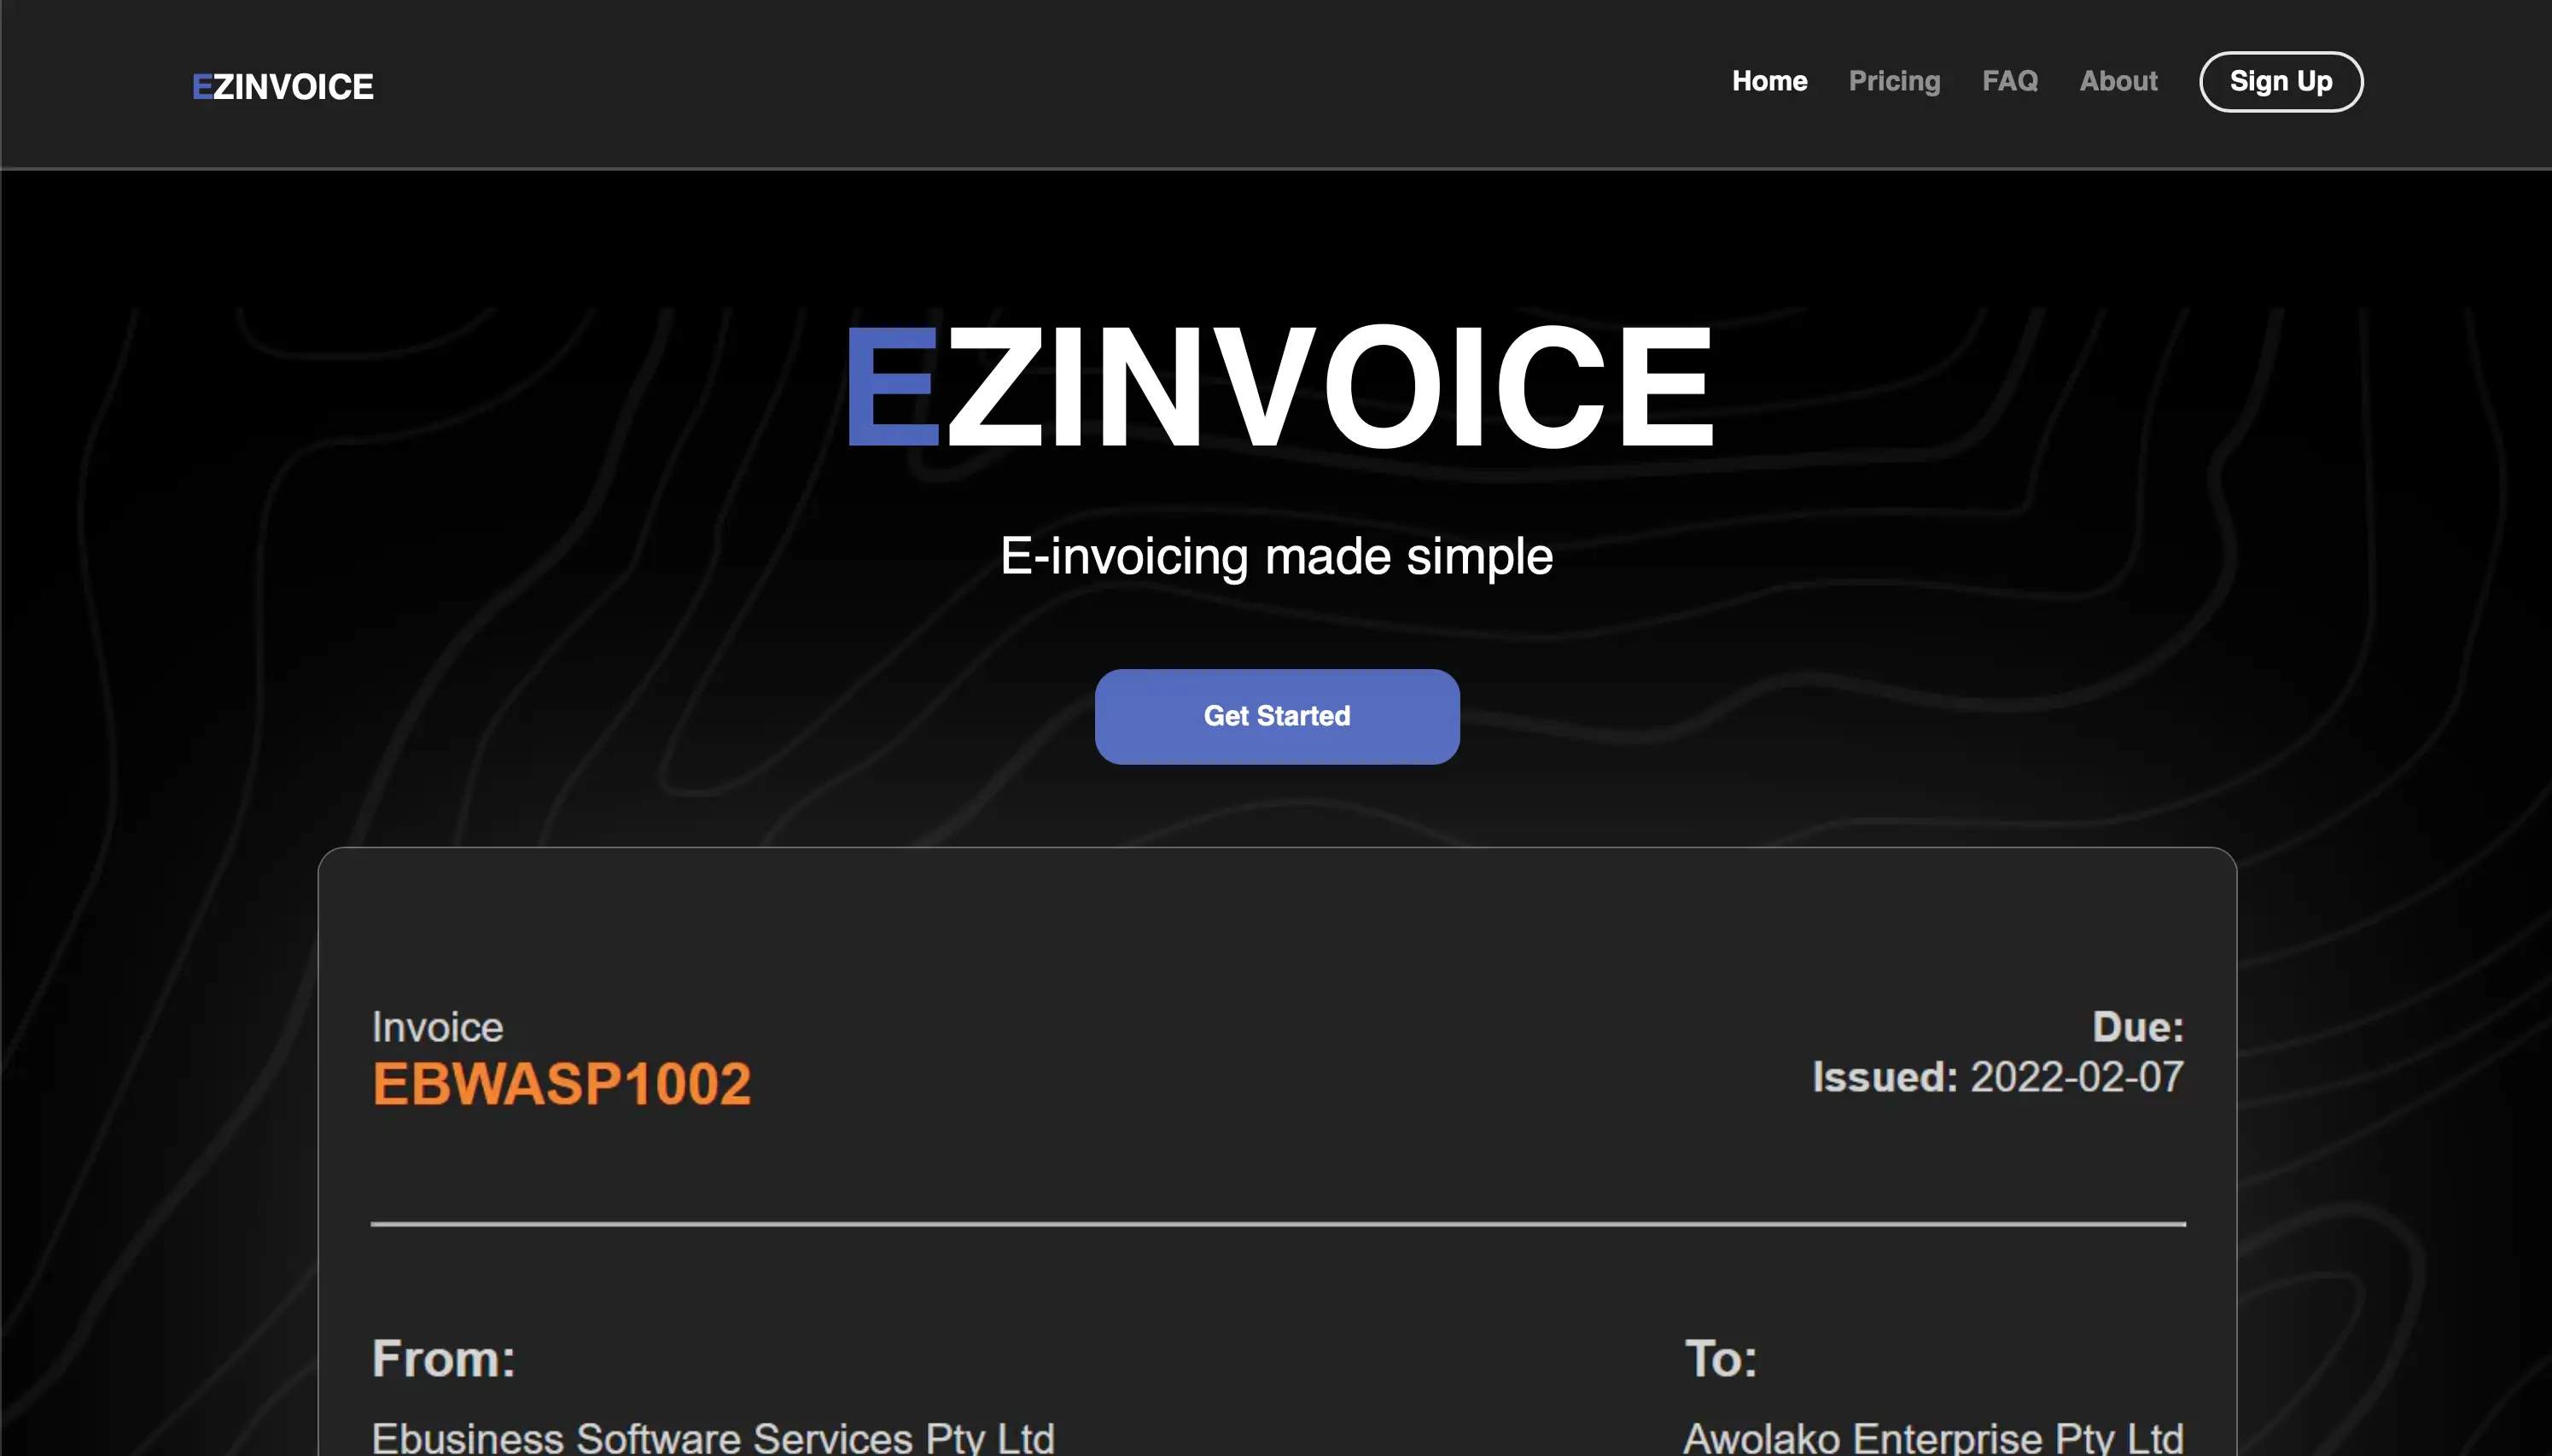 EZINVOICE
Home Pricing FAQ About Sign Up
EZINVOICE
E-invoicing made simple
Get Started
Invoice
EBWASP1002
Due:
Issued: 2022-02-07
From:
Ebusiness Software Services Pty Ltd
To:
Awolako Enterprise Pty Ltd